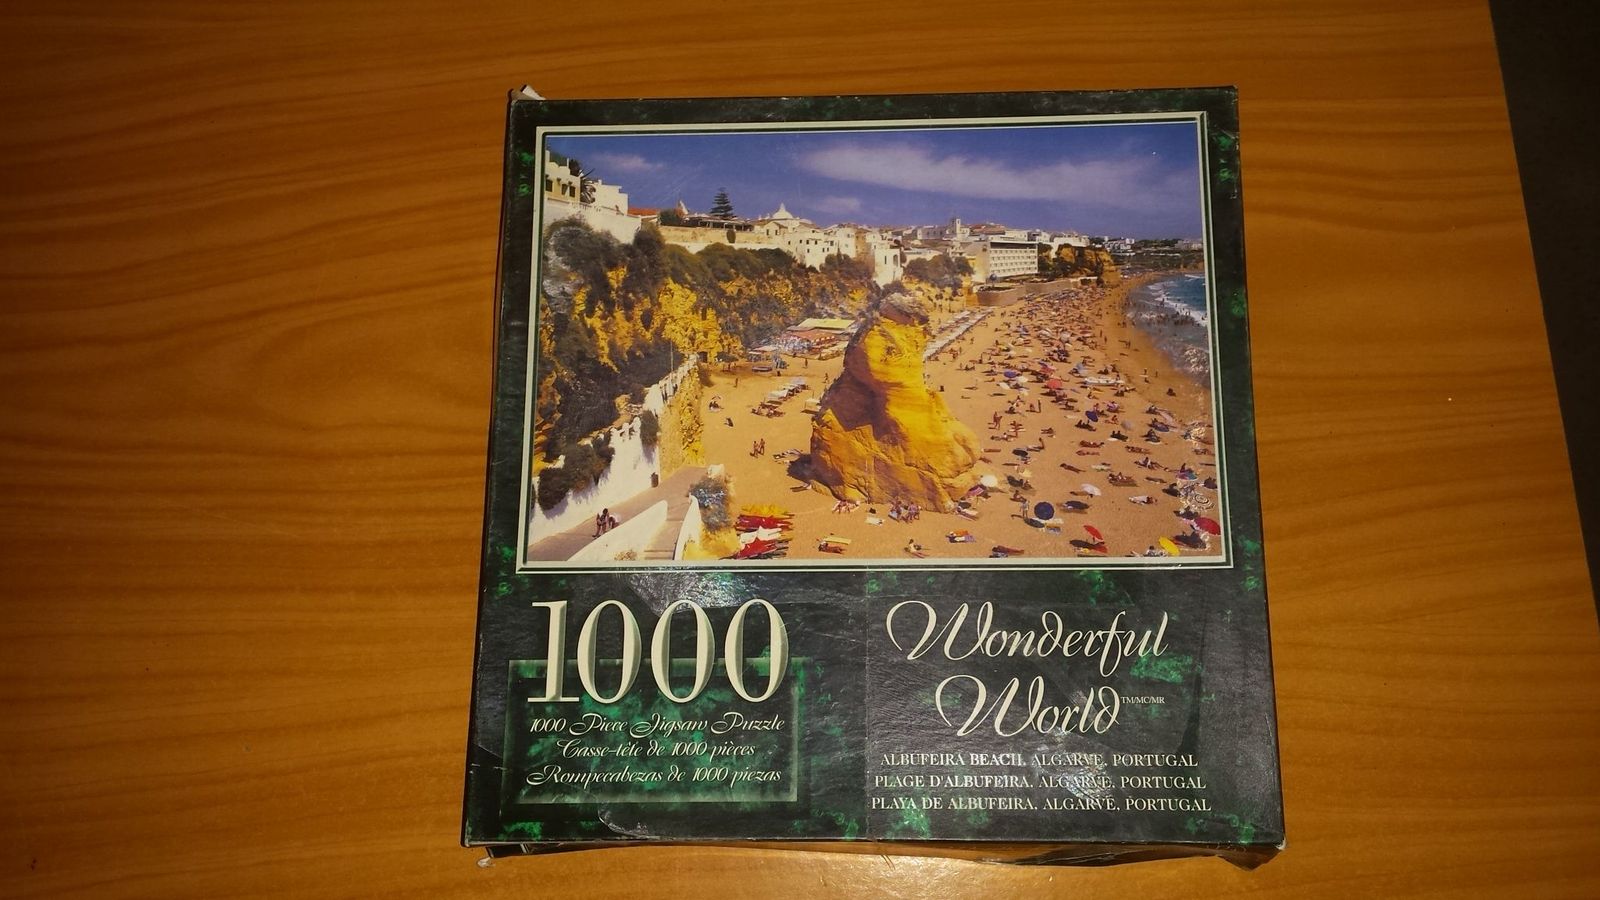 1000
1000 Piece Jigsaw Puzzle
Casse-tête de 1000 pièces
Rompecabezas de 1000 piezas
Wonderful
World TM/MC/MR
ALBUFEIRA BEACH, ALGARVE, PORTUGAL
PLAGE D'ALBUFEIRA, ALGARVE, PORTUGAL
PLAYA DE ALBUFEIRA, ALGARVE, PORTUGAL